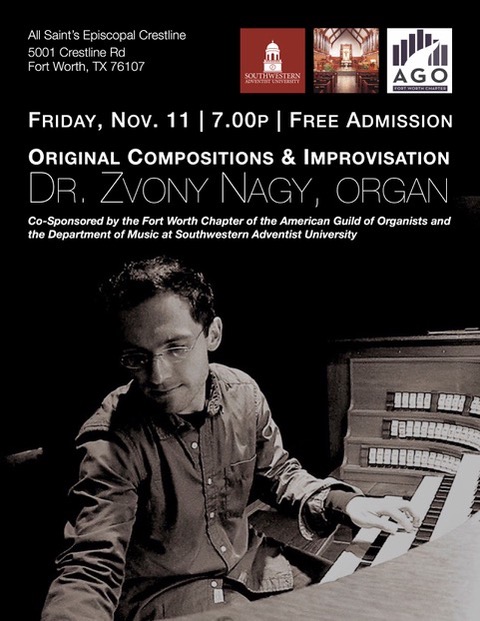 All Saint's Episcopal Crestline
5001 Crestline Rd
Fort Worth, TX 76107
SOUTHWESTERN
ADVENTIST UNIVERSITY
AGO
FORT WORTH CHAPTER
FRIDAY, NOV. 11 | 7.00P | FREE ADMISSION
ORIGINAL COMPOSITIONS & IMPROVISATION
DR. ZVONY NAGY, ORGAN
Co-Sponsored by the Fort Worth Chapter of the American Guild of Organists and
the Department of Music at Southwestern Adventist University